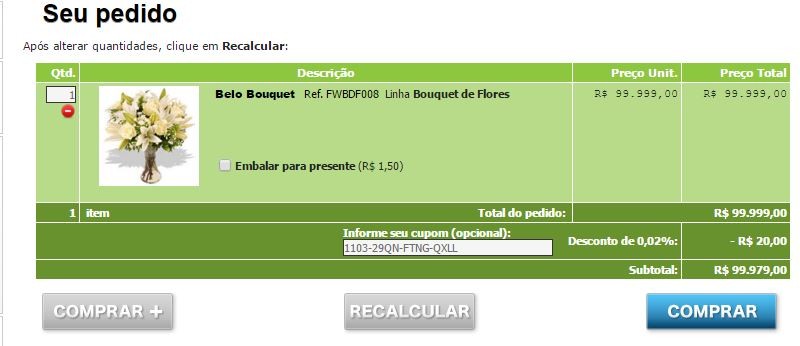 Seu pedido
Após alterar quantidades, clique em Recalcular:
Qtd. Descrição Preço Unit. Preço Total
1 Belo Bouquet Ref. FWBDF008 Linha Bouquet de Flores R$ 99.999,00 R$ 99.999,00
Embalar para presente (R$ 1,50)
1 item Total do pedido: R$ 99.999,00
Informe seu cupom (opcional):
1103-29QN-FTNG-QXLL Desconto de 0,02%: - R$ 20,00
Subtotal: R$ 99.979,00
COMPRAR + RECALCULAR COMPRAR